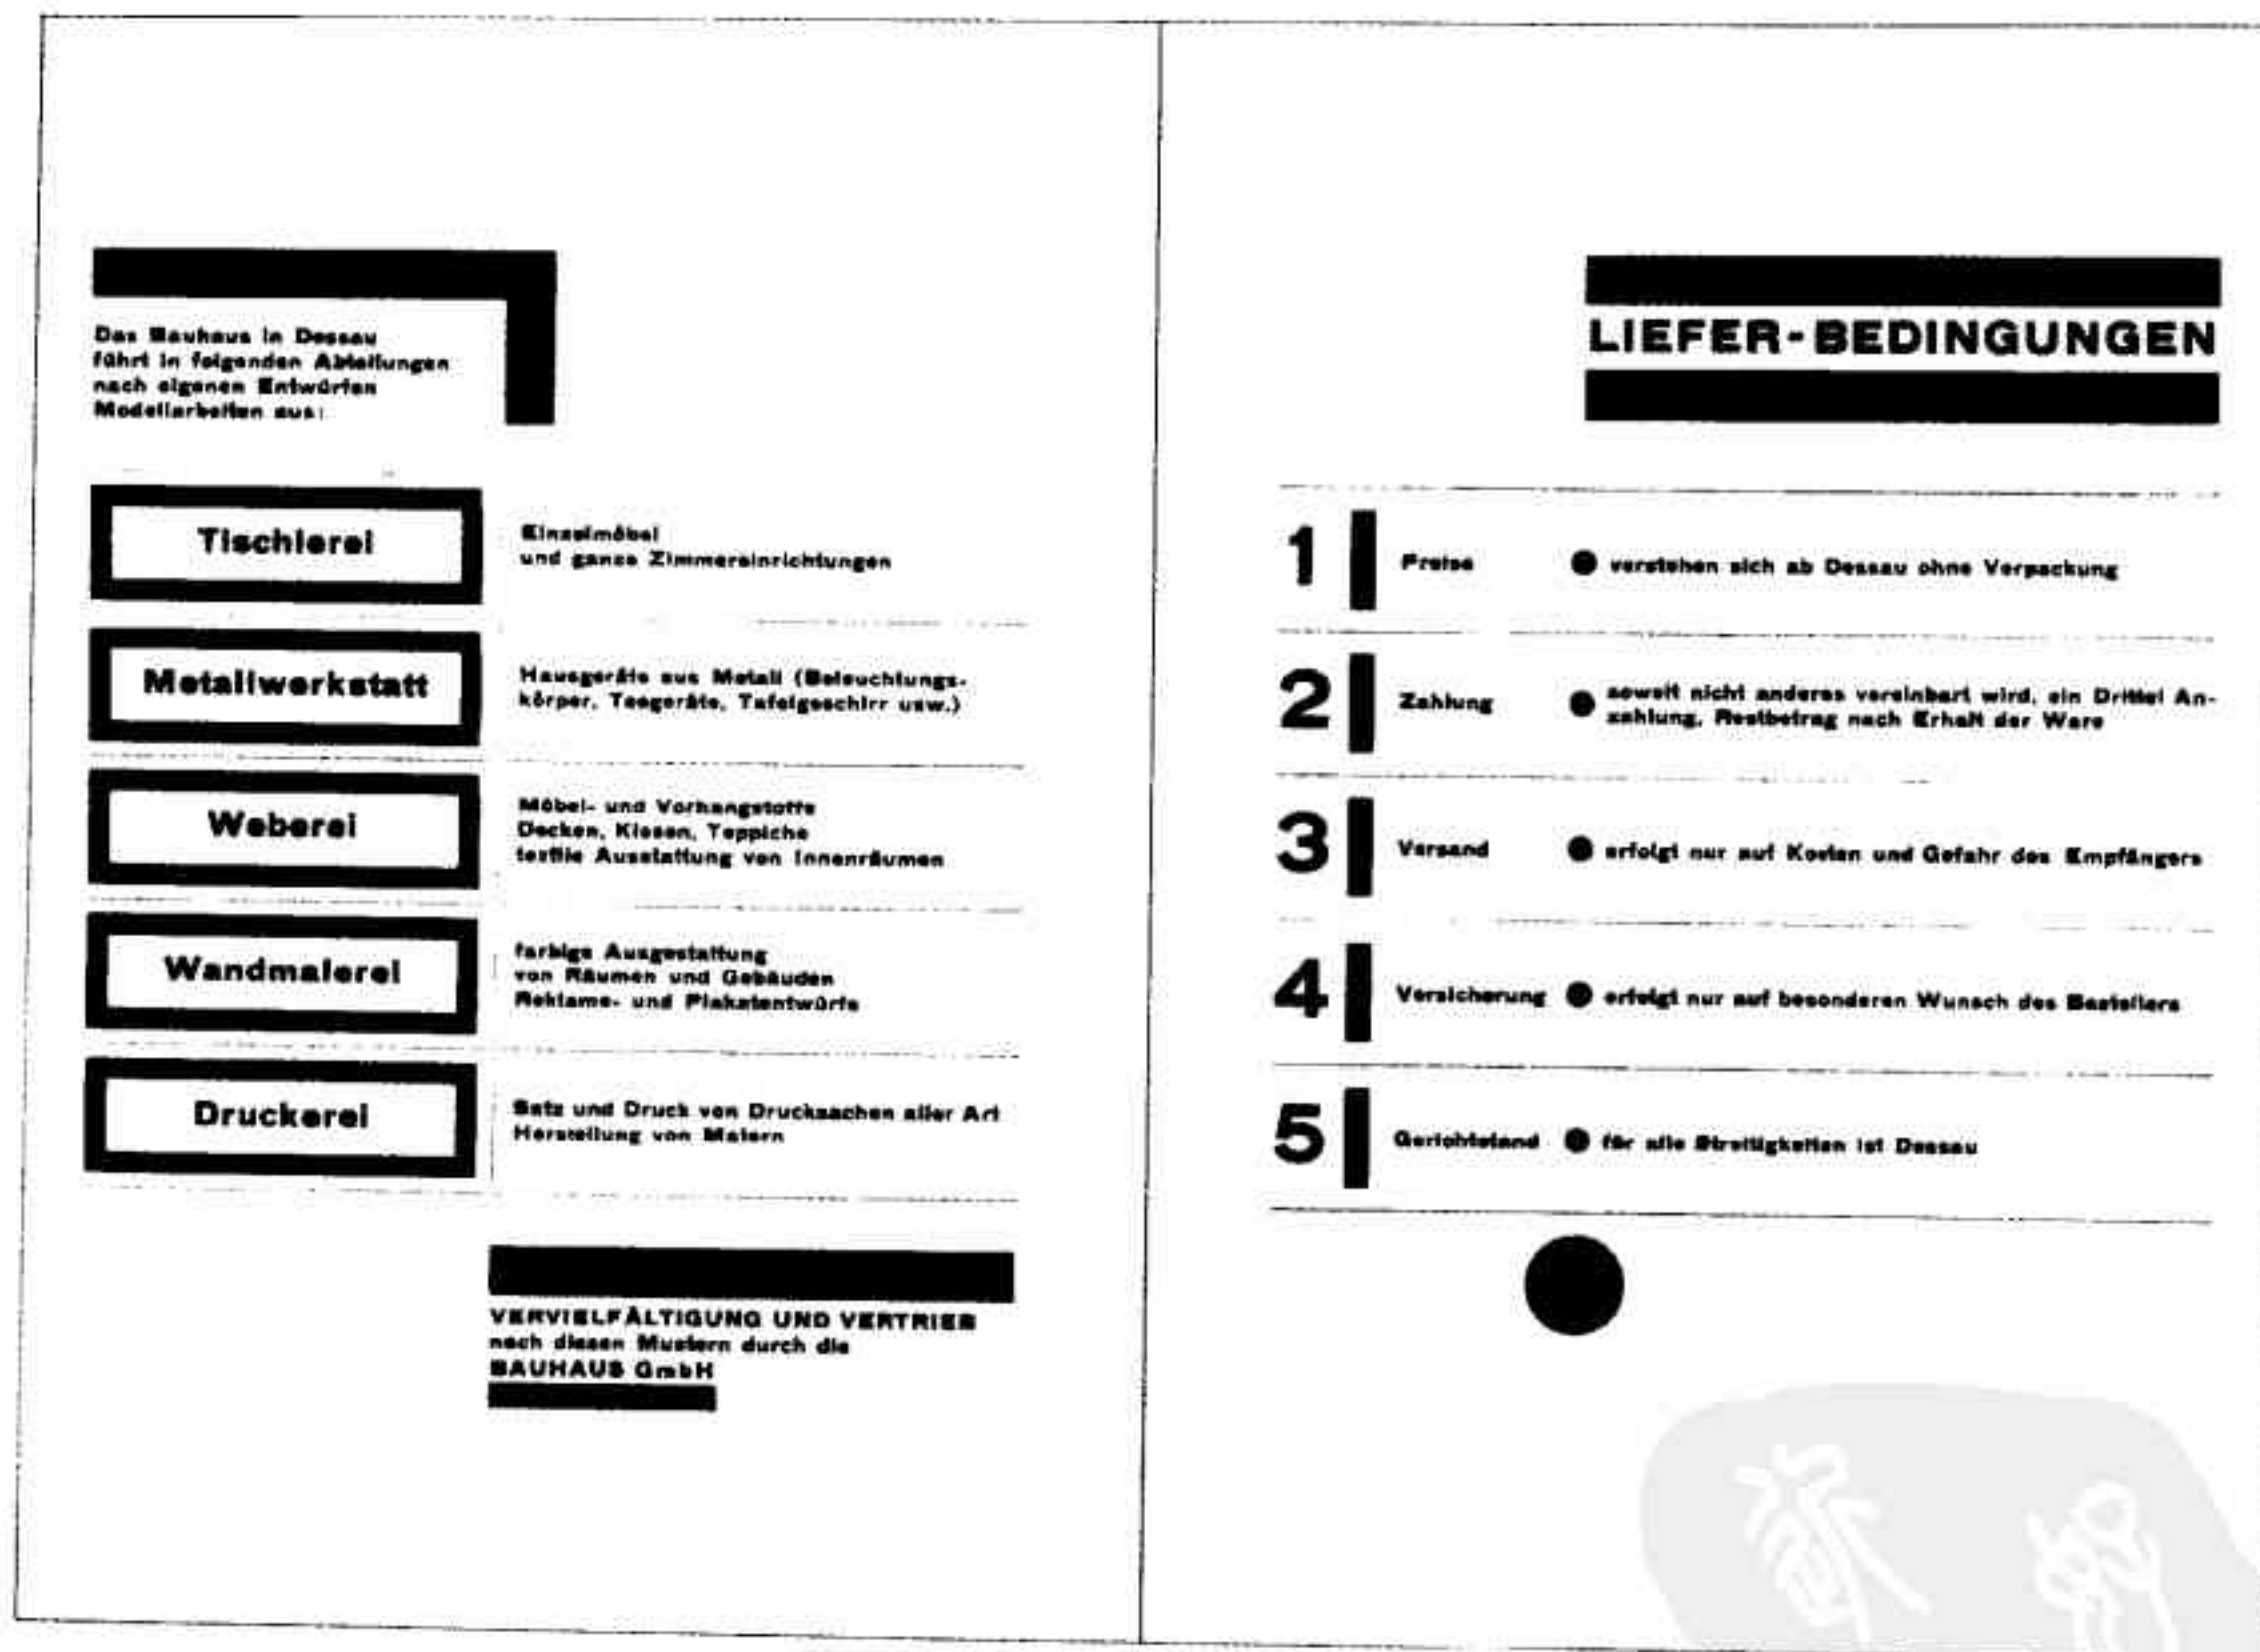 Das Bauhaus in Dessau
führt in folgenden Abteilungen
nach eigenen Entwürfen
Modellarbeiten aus:
Tischlerei
Einzelmöbel
und ganze Zimmereinrichtungen
Metallwerkstatt
Hausgeräte aus Metall (Beleuchtungs-
körper, Teegeräte, Tafelgeschirr usw.)
Weberei
Möbel- und Vorhangstoffe
Decken, Kissen, Teppiche
textile Ausstattung von Innenräumen
Wandmalerei
farbige Ausgestaltung
von Räumen und Gebäuden
Reklame- und Plakatentwürfe
Druckerei
Satz und Druck von Drucksachen aller Art
Herstellung von Matern
VERVIELFÄLTIGUNG UND VERTRIEB
nach diesen Mustern durch die
BAUHAUS GmbH
LIEFER-BEDINGUNGEN
1 Preise ● verstehen sich ab Dessau ohne Verpackung
2 Zahlung ● soweit nicht anderes vereinbart wird, ein Drittel An-
zahlung, Restbetrag nach Erhalt der Ware
3 Versand ● erfolgt nur auf Kosten und Gefahr des Empfängers
4 Versicherung ● erfolgt nur auf besonderen Wunsch des Bestellers
5 Gerichtstand ● für alle Streitigkeiten ist Dessau